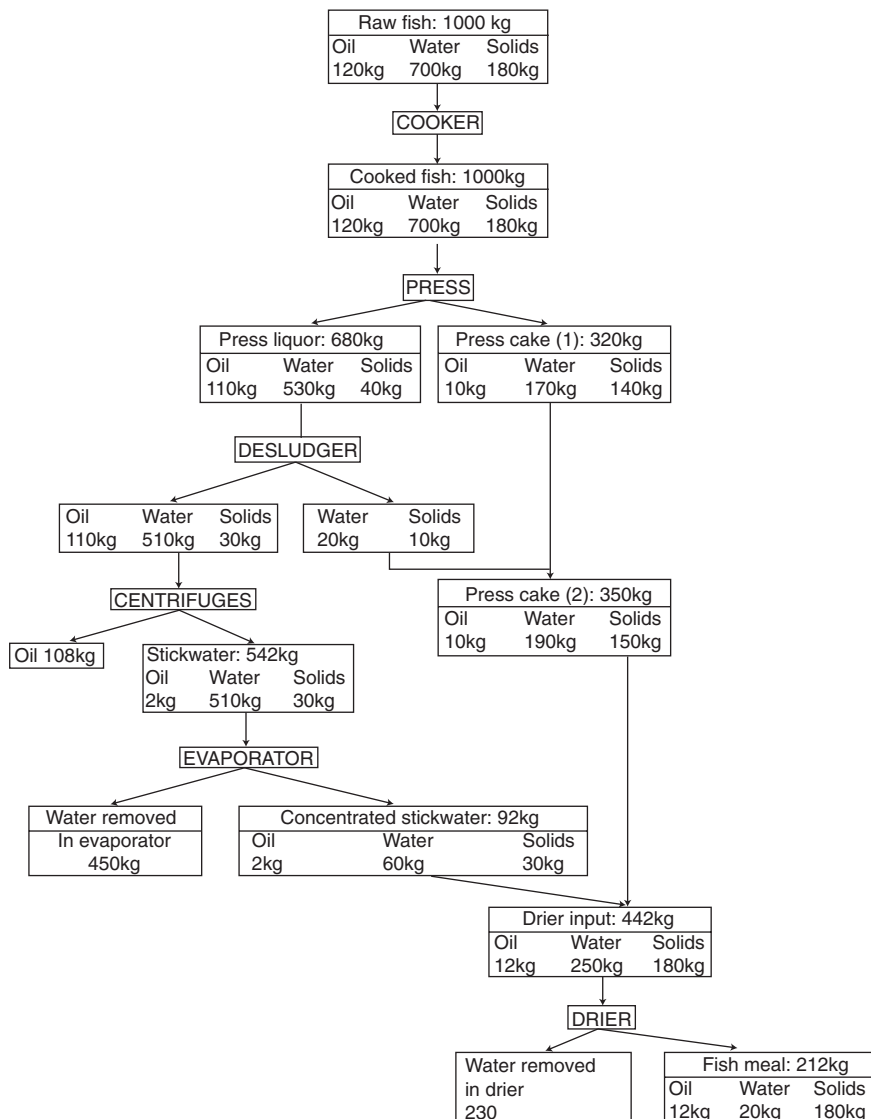 Raw fish: 1000 kg
Oil Water Solids
120kg 700kg 180kg
COOKER
Cooked fish: 1000kg
Oil Water Solids
120kg 700kg 180kg
PRESS
Press liquor: 680kg
Oil Water Solids
110kg 530kg 40kg
Press cake (1): 320kg
Oil Water Solids
10kg 170kg 140kg
DESLUDGER
Oil Water Solids
110kg 510kg 30kg
Water Solids
20kg 10kg
CENTRIFUGES
Press cake (2): 350kg
Oil Water Solids
10kg 190kg 150kg
Oil 108kg
Stickwater: 542kg
Oil Water Solids
2kg 510kg 30kg
EVAPORATOR
Water removed
In evaporator
450kg
Concentrated stickwater: 92kg
Oil Water Solids
2kg 60kg 30kg
Drier input: 442kg
Oil Water Solids
12kg 250kg 180kg
DRIER
Water removed
in drier
230
Fish meal: 212kg
Oil Water Solids
12kg 20kg 180kg